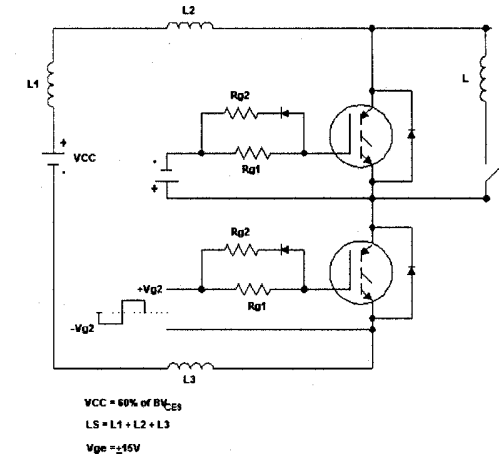 L2
L1
L
Rg2
+
VCC
-
-
+
Rg1
Rg2
+Vg2
-Vg2
Rg1
L3
VCC = 60% of BVCES
LS = L1 + L2 + L3
Vge = ±15V